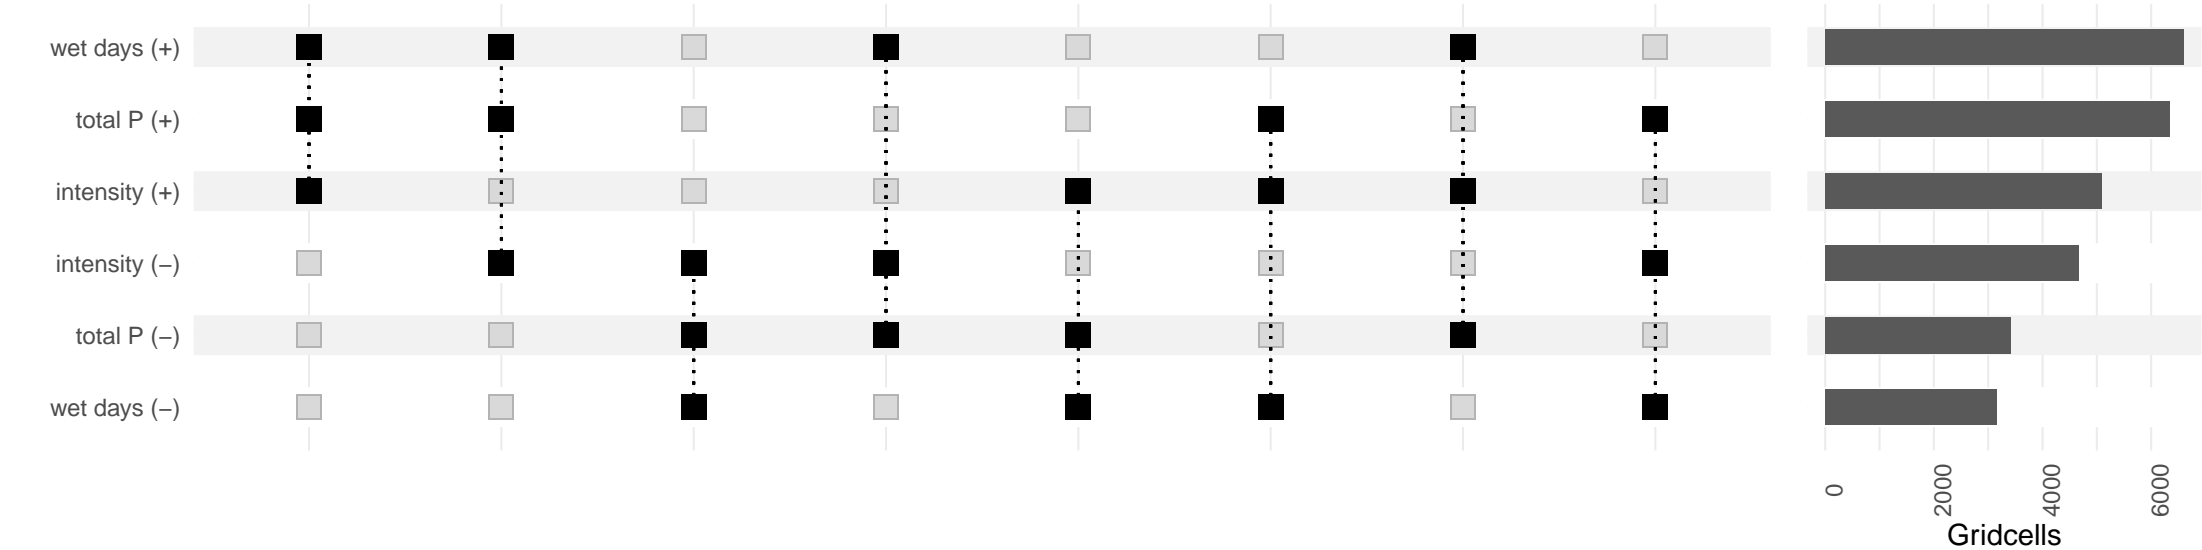 wet days (+)
total P (+)
intensity (+)
intensity (−)
total P (−)
wet days (−)
0
2000
4000
6000
Gridcells